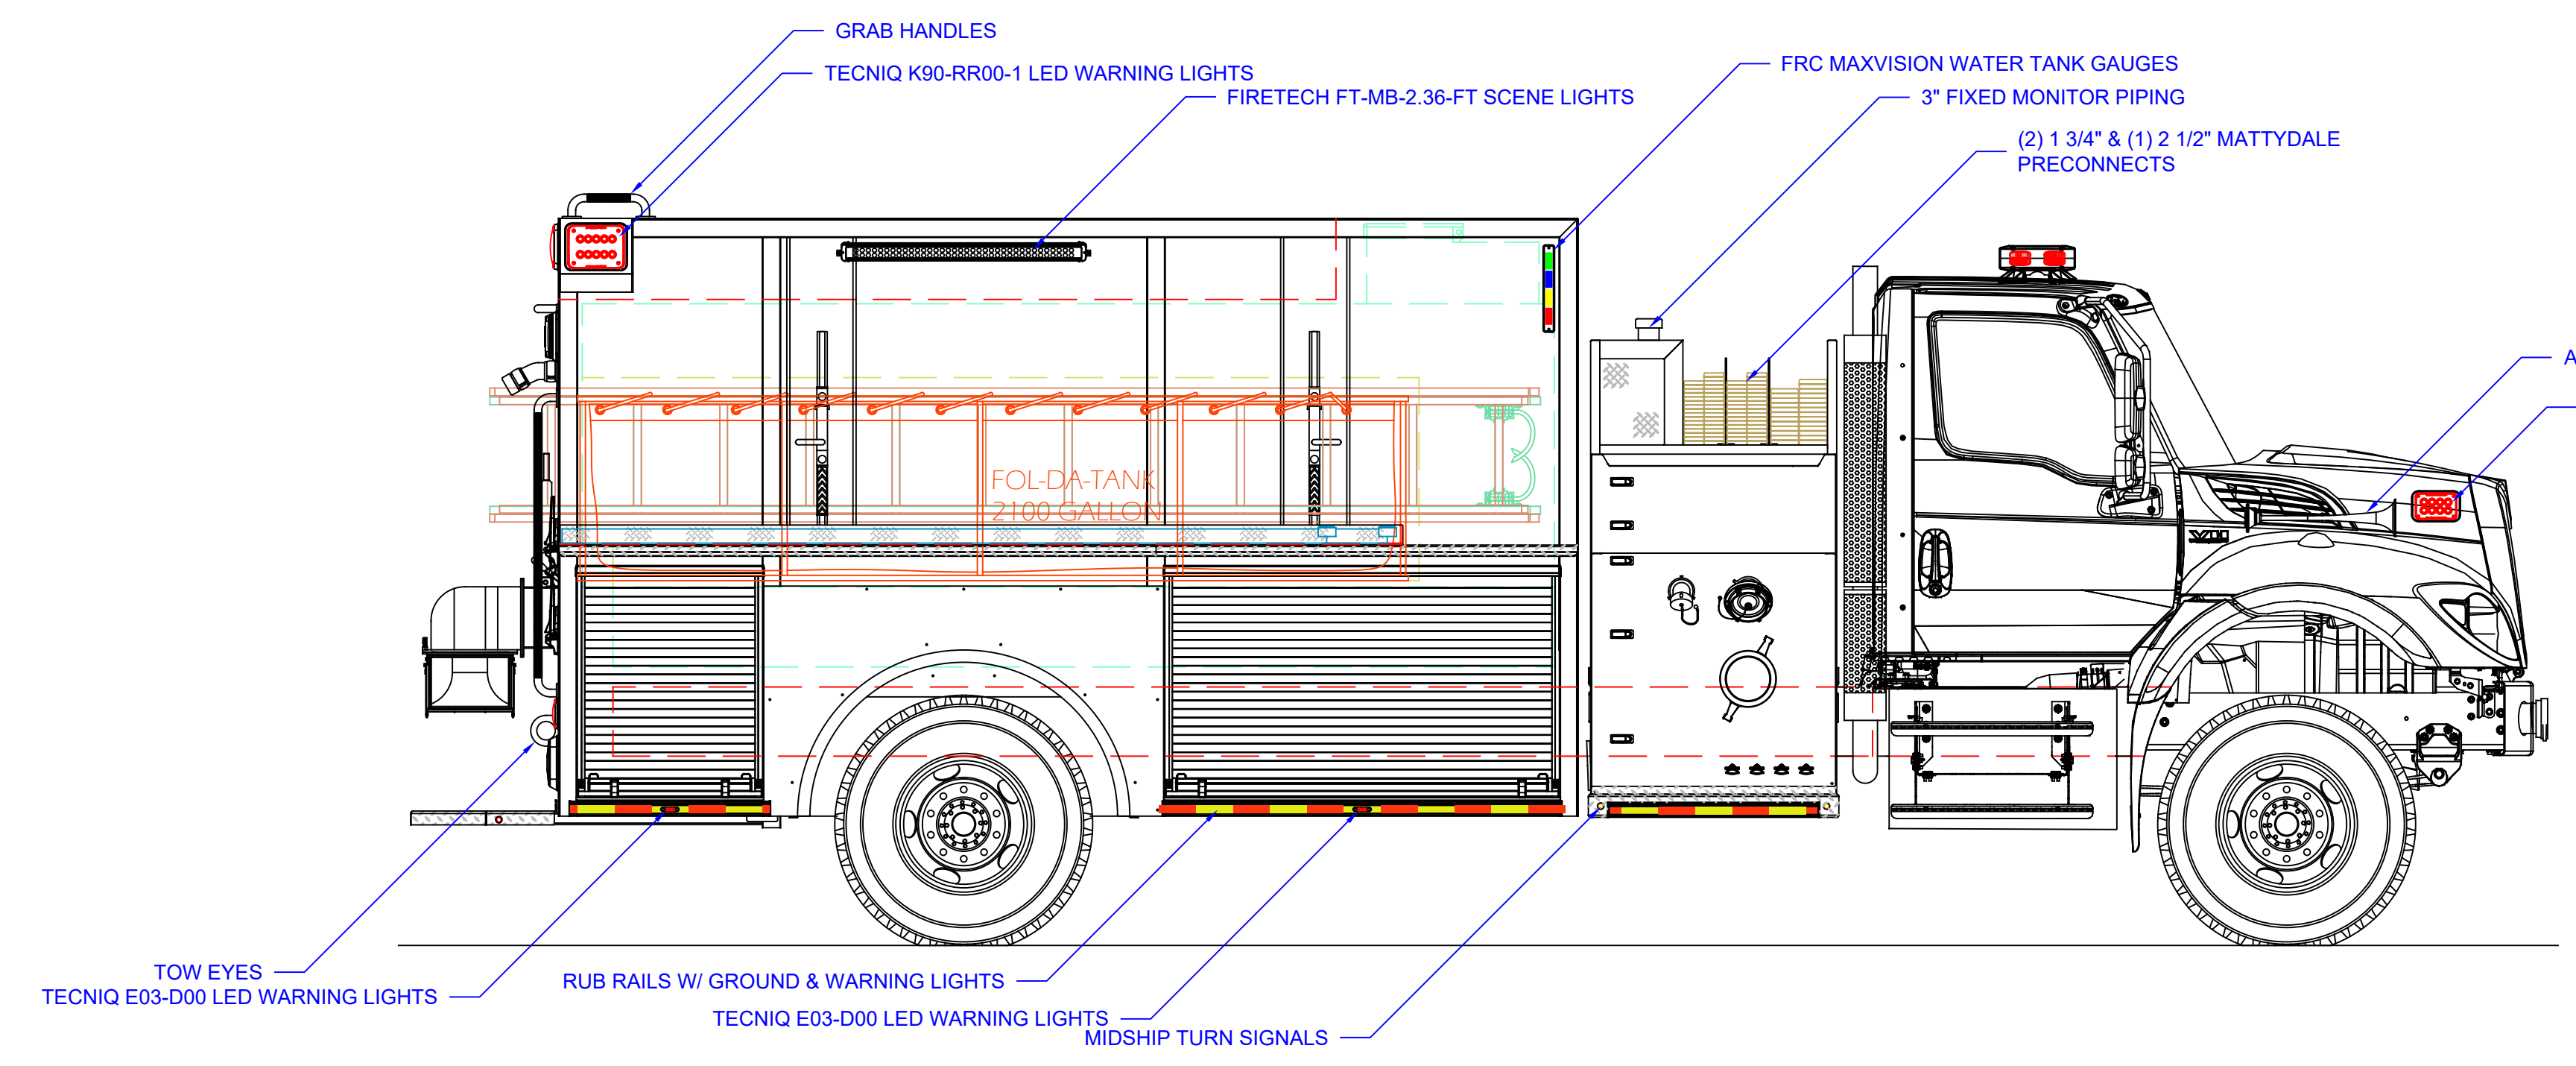 GRAB HANDLES
TECNIQ K90-RR00-1 LED WARNING LIGHTS
FIRETECH FT-MB-2.36-FT SCENE LIGHTS
FRC MAXVISION WATER TANK GAUGES
3" FIXED MONITOR PIPING
(2) 1 3/4" & (1) 2 1/2" MATTYDALE
PRECONNECTS
A
FOL-DA-TANK
2100 GALLON
TOW EYES
TECNIQ E03-D00 LED WARNING LIGHTS
RUB RAILS W/ GROUND & WARNING LIGHTS
TECNIQ E03-D00 LED WARNING LIGHTS
MIDSHIP TURN SIGNALS